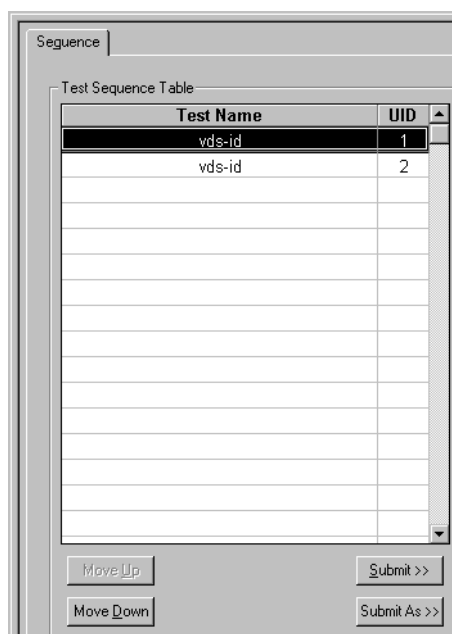 Sequence
Test Sequence Table
Test Name UID
vds-id 1
vds-id 2
Move Up Submit >>
Move Down Submit As >>